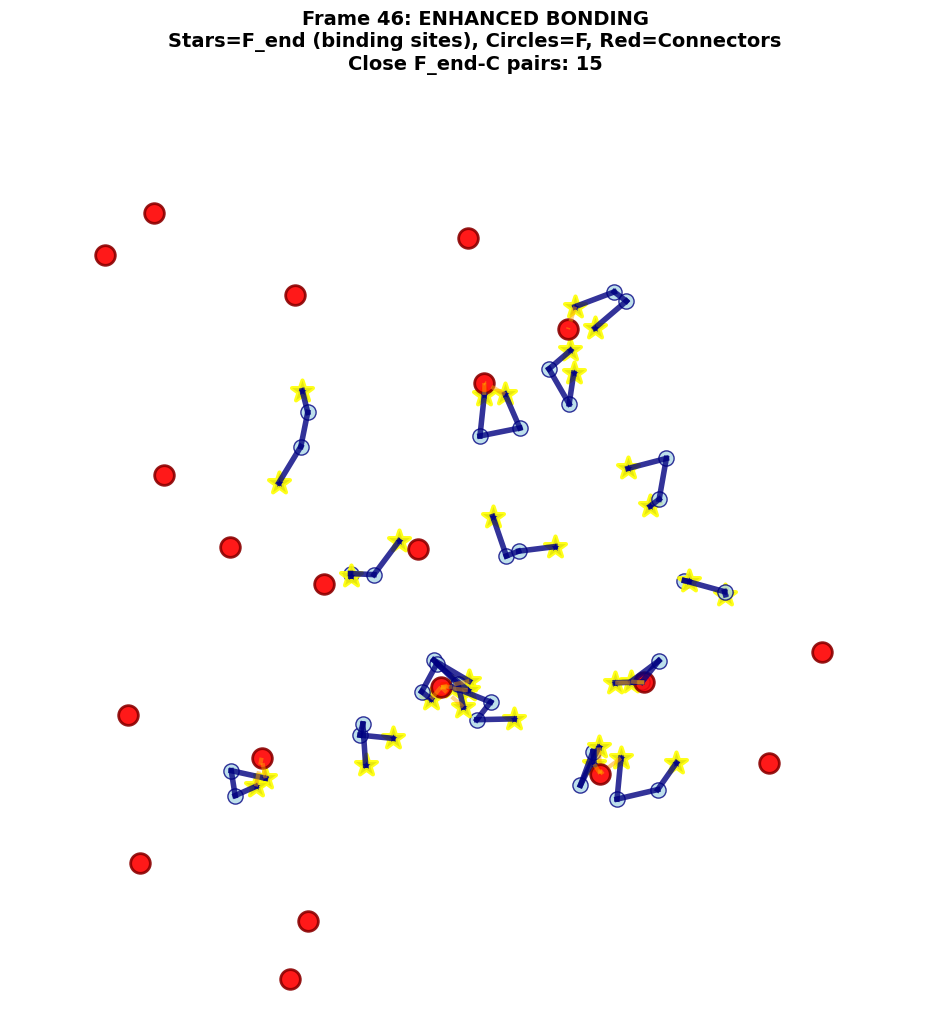 Frame 46: ENHANCED BONDING
Stars=F_end (binding sites), Circles=F, Red=Connectors
Close F_end-C pairs: 15